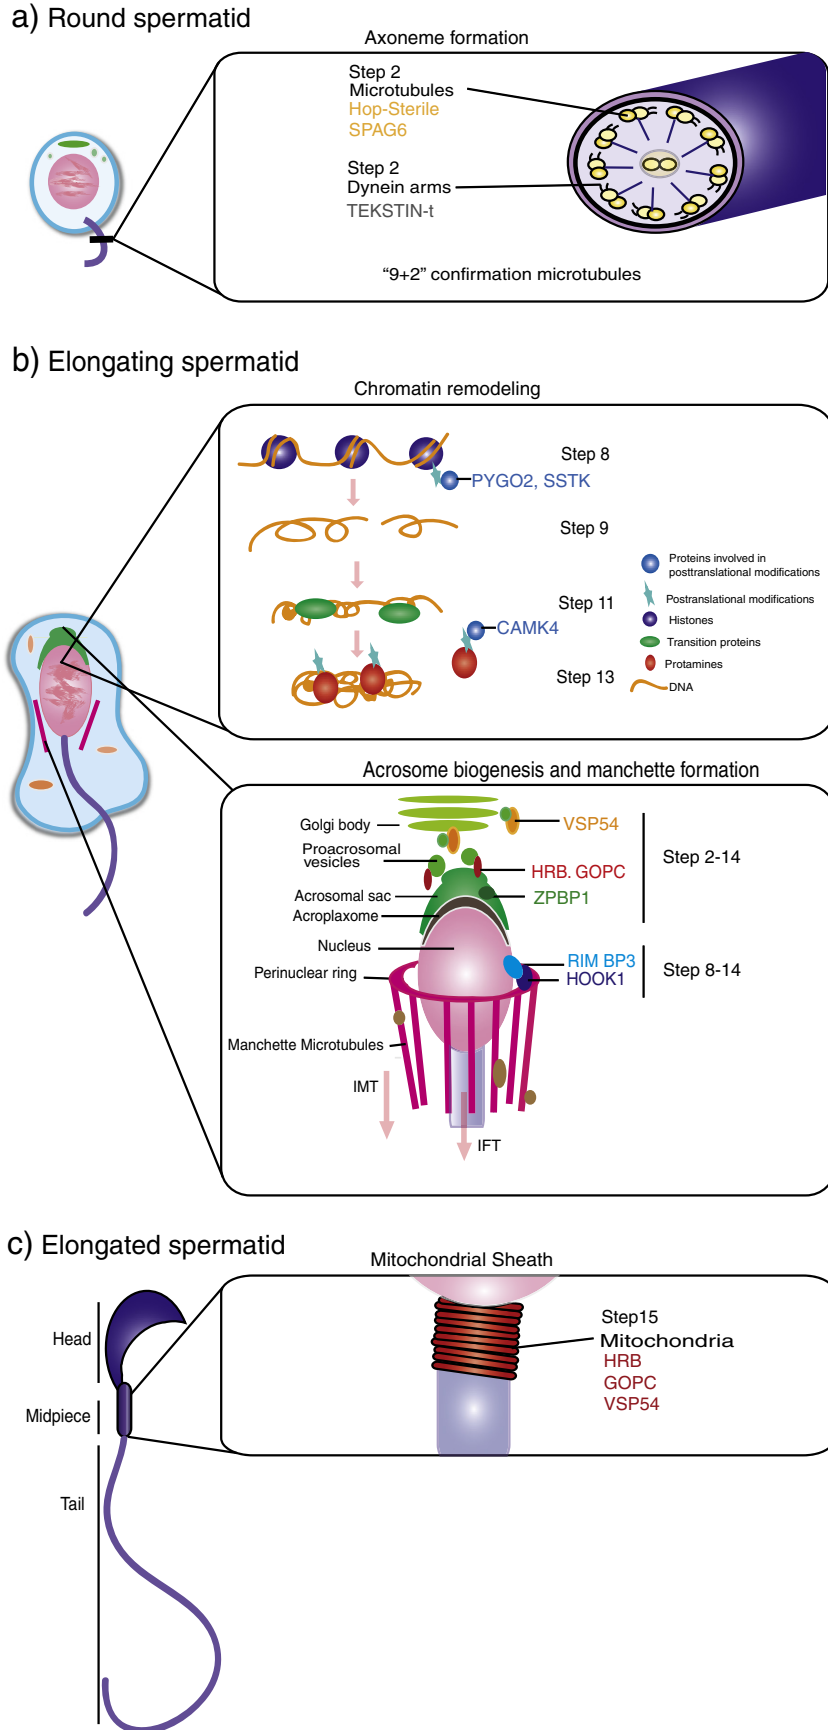 a) Round spermatid
Axoneme formation
Step 2
Microtubules
Hop-Sterile
SPAG6
Step 2
Dynein arms
TEKSTIN-t
“9+2” confirmation microtubules
b) Elongating spermatid
Chromatin remodeling
Step 8
PYGO2, SSTK
Step 9
Step 11
CAMK4
Step 13
Proteins involved in
posttranslational modifications
Postranslational modifications
Histones
Transition proteins
Protamines
DNA
Acrosome biogenesis and manchette formation
Golgi body
VSP54
Proacrosomal
vesicles
Step 2-14
HRB. GOPC
Acrosomal sac
ZPBP1
Acroplaxome
Nucleus
RIM BP3
Perinuclear ring
HOOK1
Step 8-14
Manchette Microtubules
IMT
IFT
c) Elongated spermatid
Mitochondrial Sheath
Head
Midpiece
Tail
Step15
Mitochondria
HRB
GOPC
VSP54